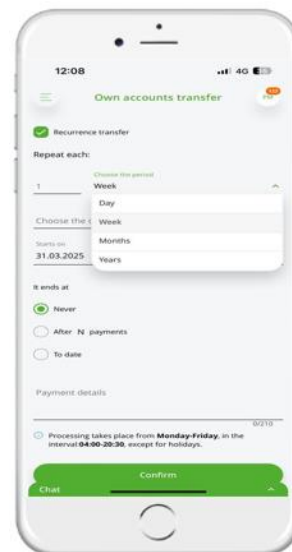 12:08
4G
Own accounts transfer
Recurrence transfer
Repeat each:
Choose the period
1 Week
Day
Choose the
Week
Starts on
31.03.2025
Months
Years
It ends at
Never
After N payments
To date
Payment details
0/210
Processing takes place from Monday-Friday, in the
interval 04:00-20:30, except for holidays.
Confirm
Chat